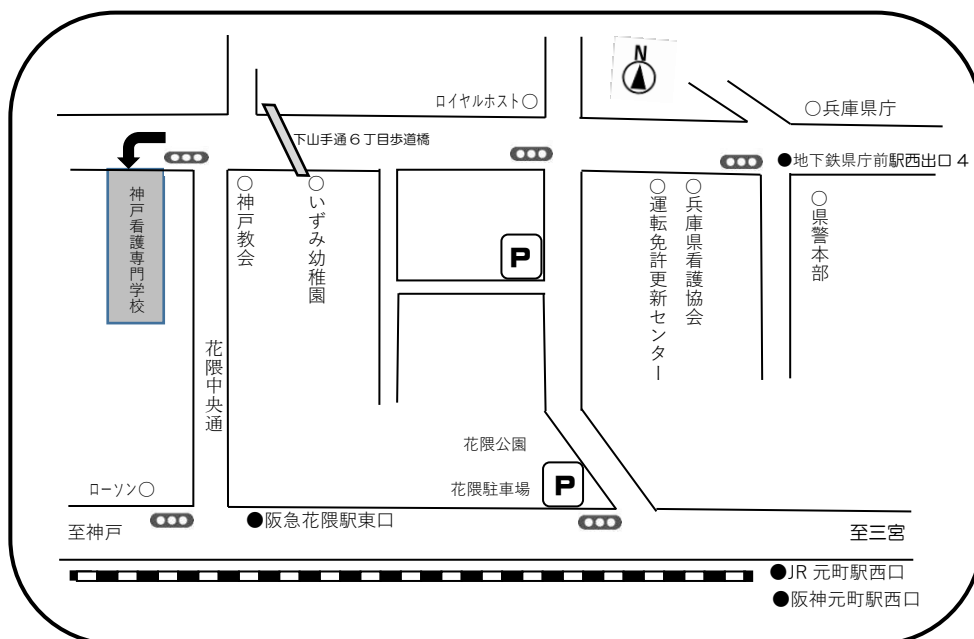 N
ロイヤルホスト○
○兵庫県庁
下山手通６丁目歩道橋
●地下鉄県庁前駅西出口４
神戸看護専門学校
○神戸教会
○いずみ幼稚園
P
○運転免許更新センター
○兵庫県看護協会
○県警本部
花隈中央通
花隈公園
花隈駐車場
P
ローソン○
●阪急花隈駅東口
至神戸
至三宮
●JR 元町駅西口
●阪神元町駅西口